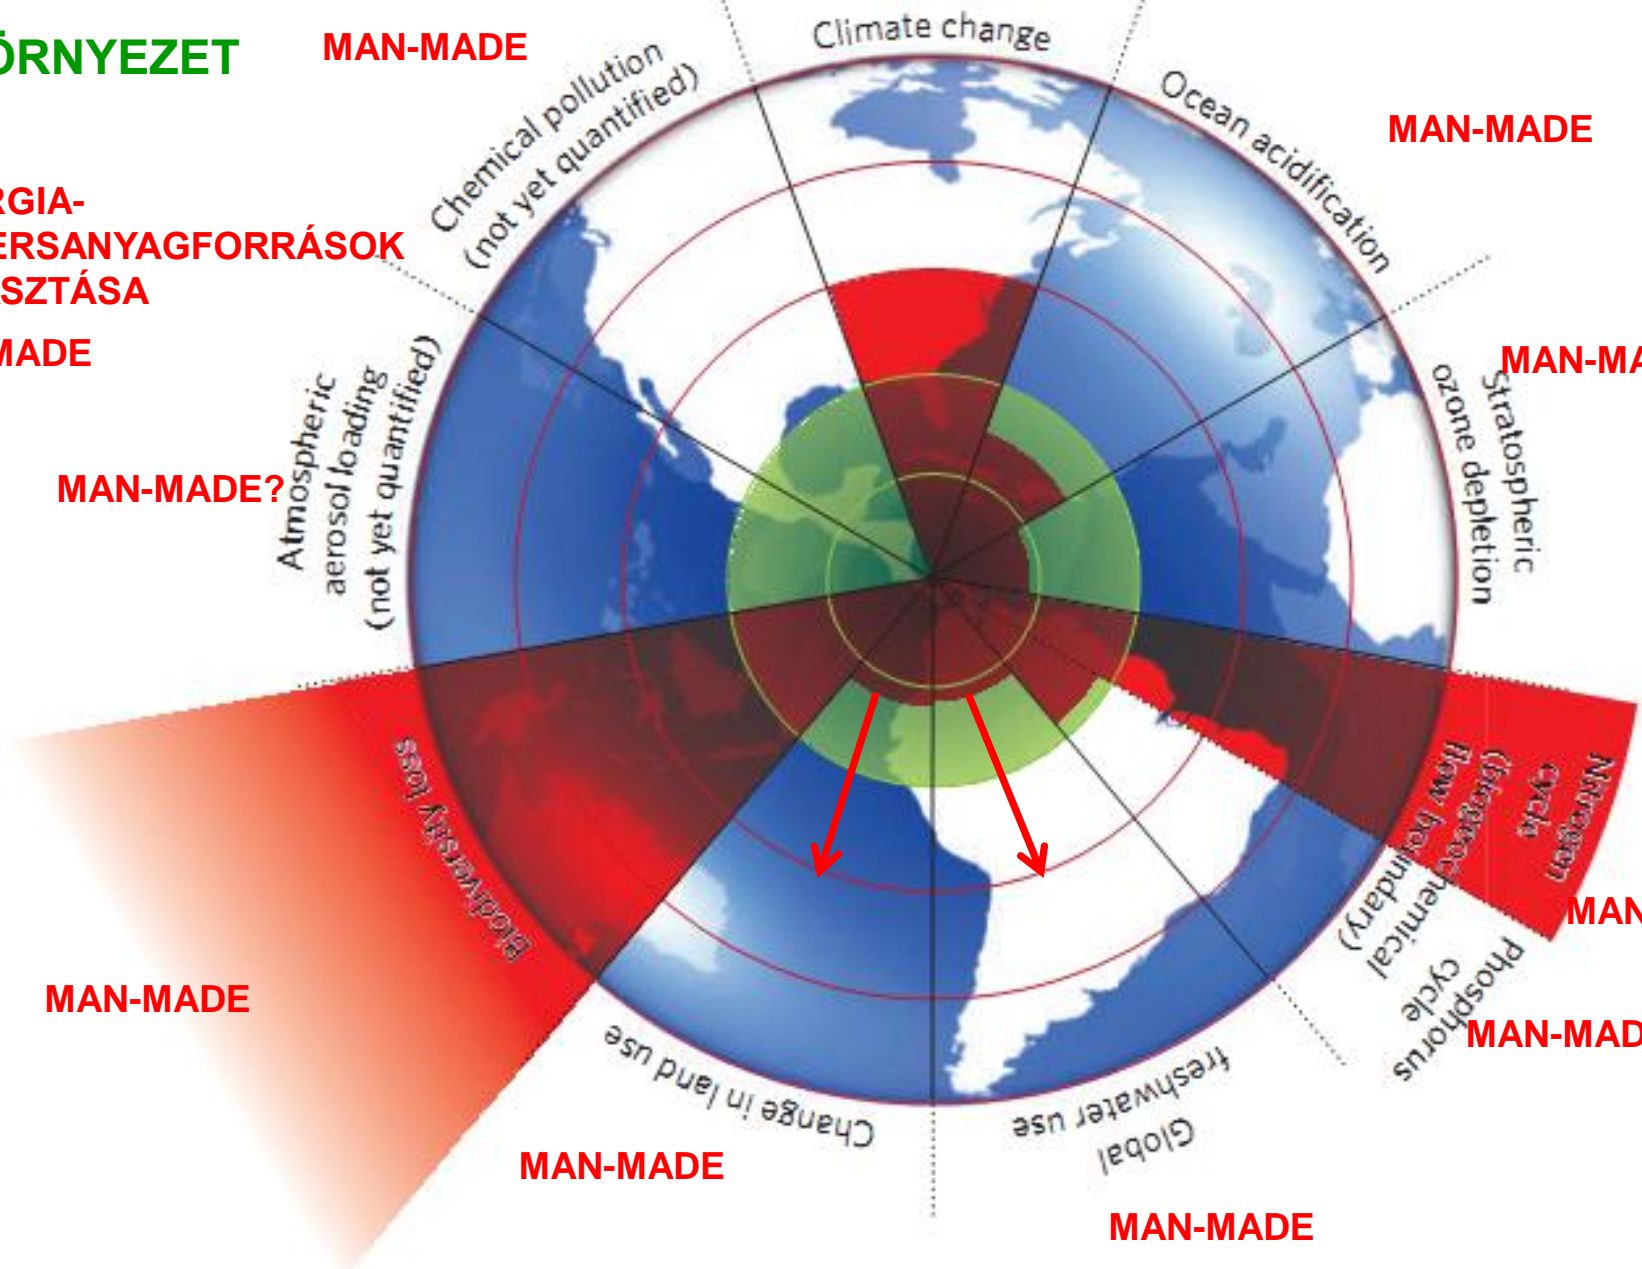 ÖRNYEZET
MAN-MADE
Climate change
Chemical pollution
(not yet quantified)
Ocean acidification
MAN-MADE
RGIA-
ERSANYAGFORRÁSOK
ASZTÁSA
MADE
Atmospheric
aerosol loading
(not yet quantified)
MAN-MADE?
Stratospheric
ozone depletion
MAN-MA
Biodiversity loss
MAN-MADE
Nitrogen
cycle
(biogeochemical
flow boundary)
MAN
Phosphorus
cycle
MAN-MAD
Change in land use
MAN-MADE
Global
freshwater use
MAN-MADE